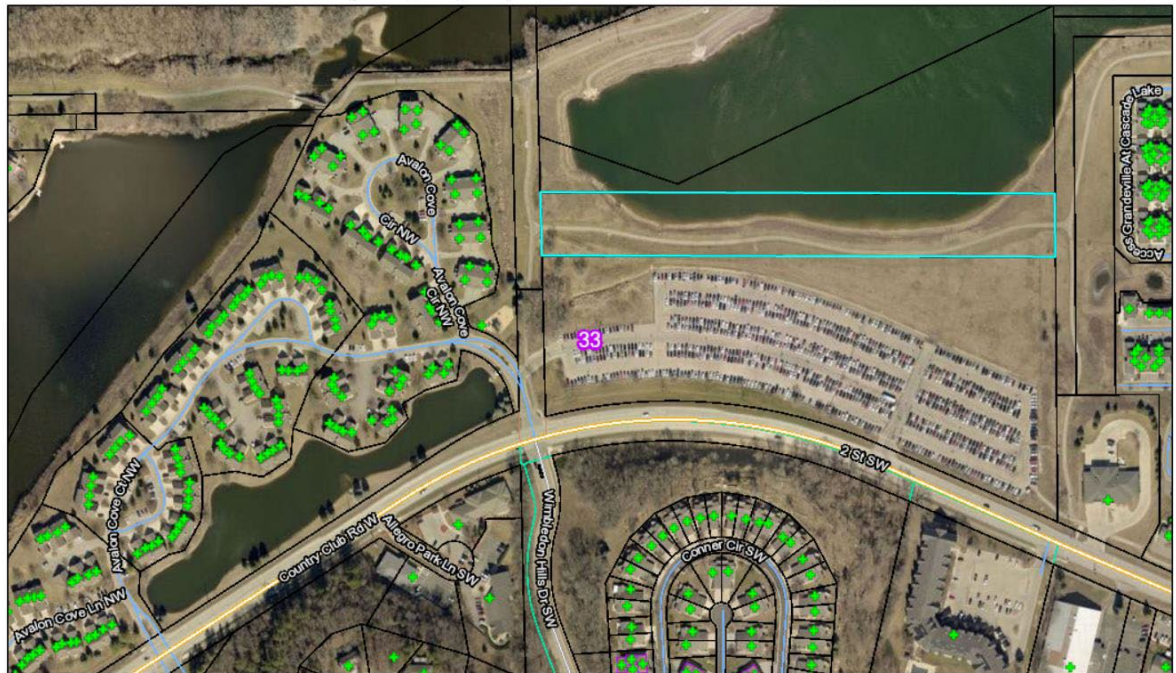 Access Grandeville At Cascade Lake
Avalon Cove
Cir NW
Avalon Cove
Cir NW
33
2 St SW
Avalon Cove Ct NW
Country Club Rd W
Allegro Park Ln SW
Wimbledon Hills Dr SW
Conner Cir SW
Avalon Cove Ln NW